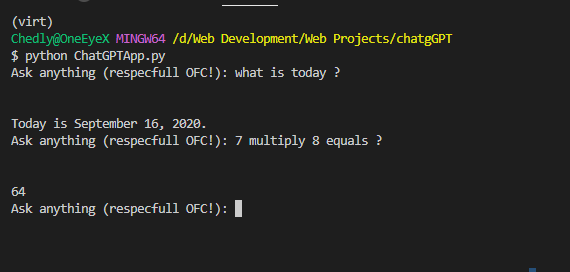 (virt)
Chedly@OneEyeX MINGW64 /d/Web Development/Web Projects/chatgGPT
$ python ChatGPTApp.py
Ask anything (respecfull OFC!): what is today ?
Today is September 16, 2020.
Ask anything (respecfull OFC!): 7 multiply 8 equals ?
64
Ask anything (respecfull OFC!):